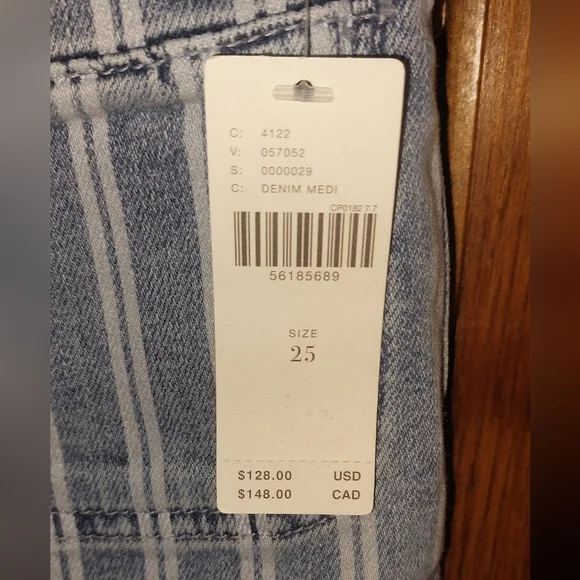 C: 4122
V: 057052
S: 0000029
C: DENIM MEDI
CP0182 7 7
56185689
SIZE
25
$128.00 USD
$148.00 CAD